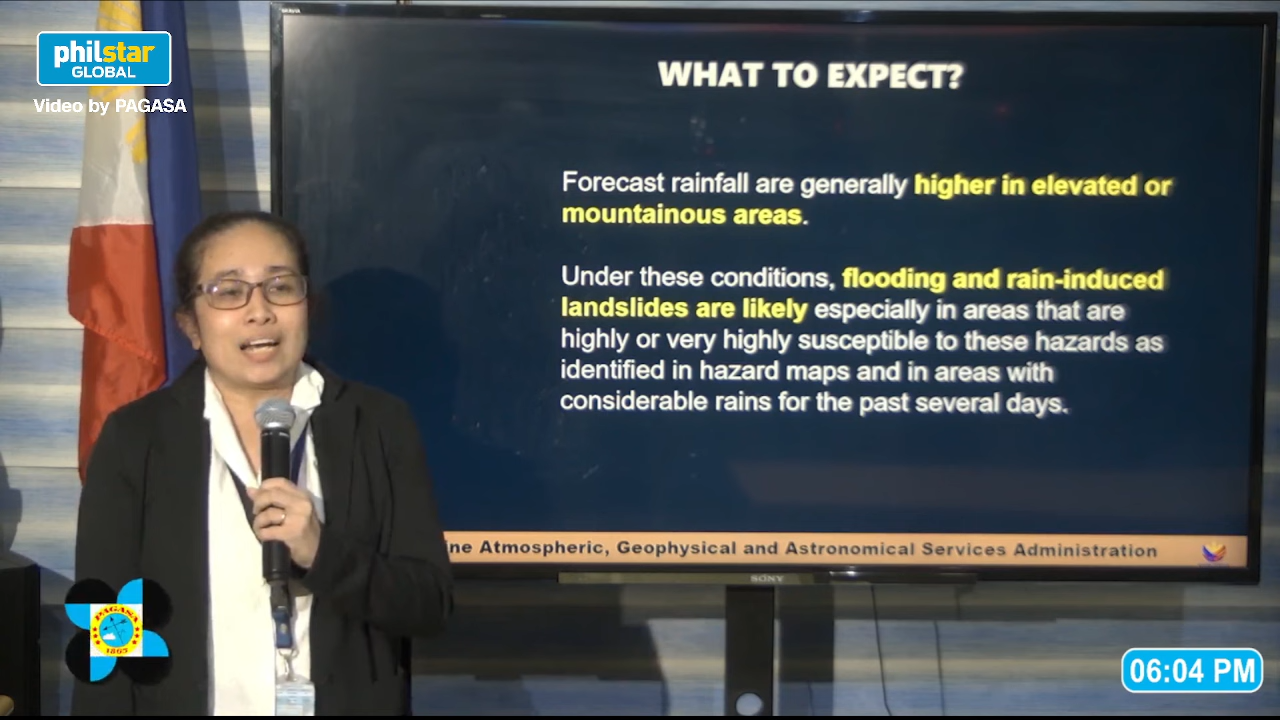 philstar
GLOBAL
Video by PAGASA
WHAT TO EXPECT?
Forecast rainfall are generally higher in elevated or
mountainous areas.
Under these conditions, flooding and rain-induced
landslides are likely especially in areas that are
highly or very highly susceptible to these hazards as
identified in hazard maps and in areas with
considerable rains for the past several days.
ine Atmospheric, Geophysical and Astronomical Services Administration
SONY
PAGASA
1865
06:04 PM